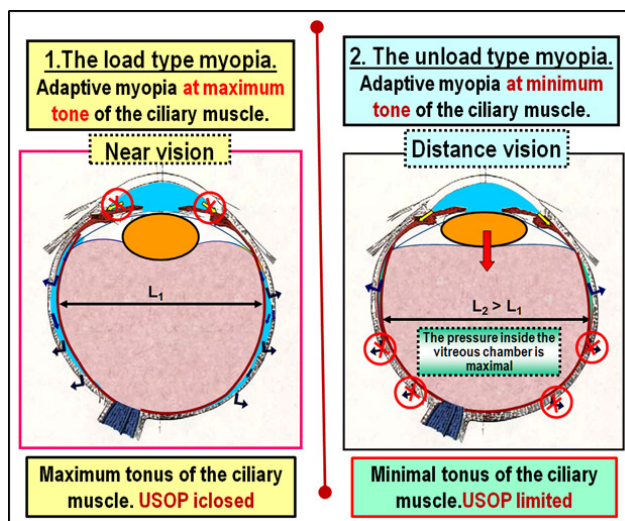 1.The load type myopia.
Adaptive myopia at maximum
tone of the ciliary muscle.
Near vision
L1
Maximum tonus of the ciliary
muscle. USOP iclosed
2. The unload type myopia.
Adaptive myopia at minimum
tone of the ciliary muscle.
Distance vision
L2 > L1
The pressure inside the
vitreous chamber is
maximal
Minimal tonus of the ciliary
muscle.USOP limited